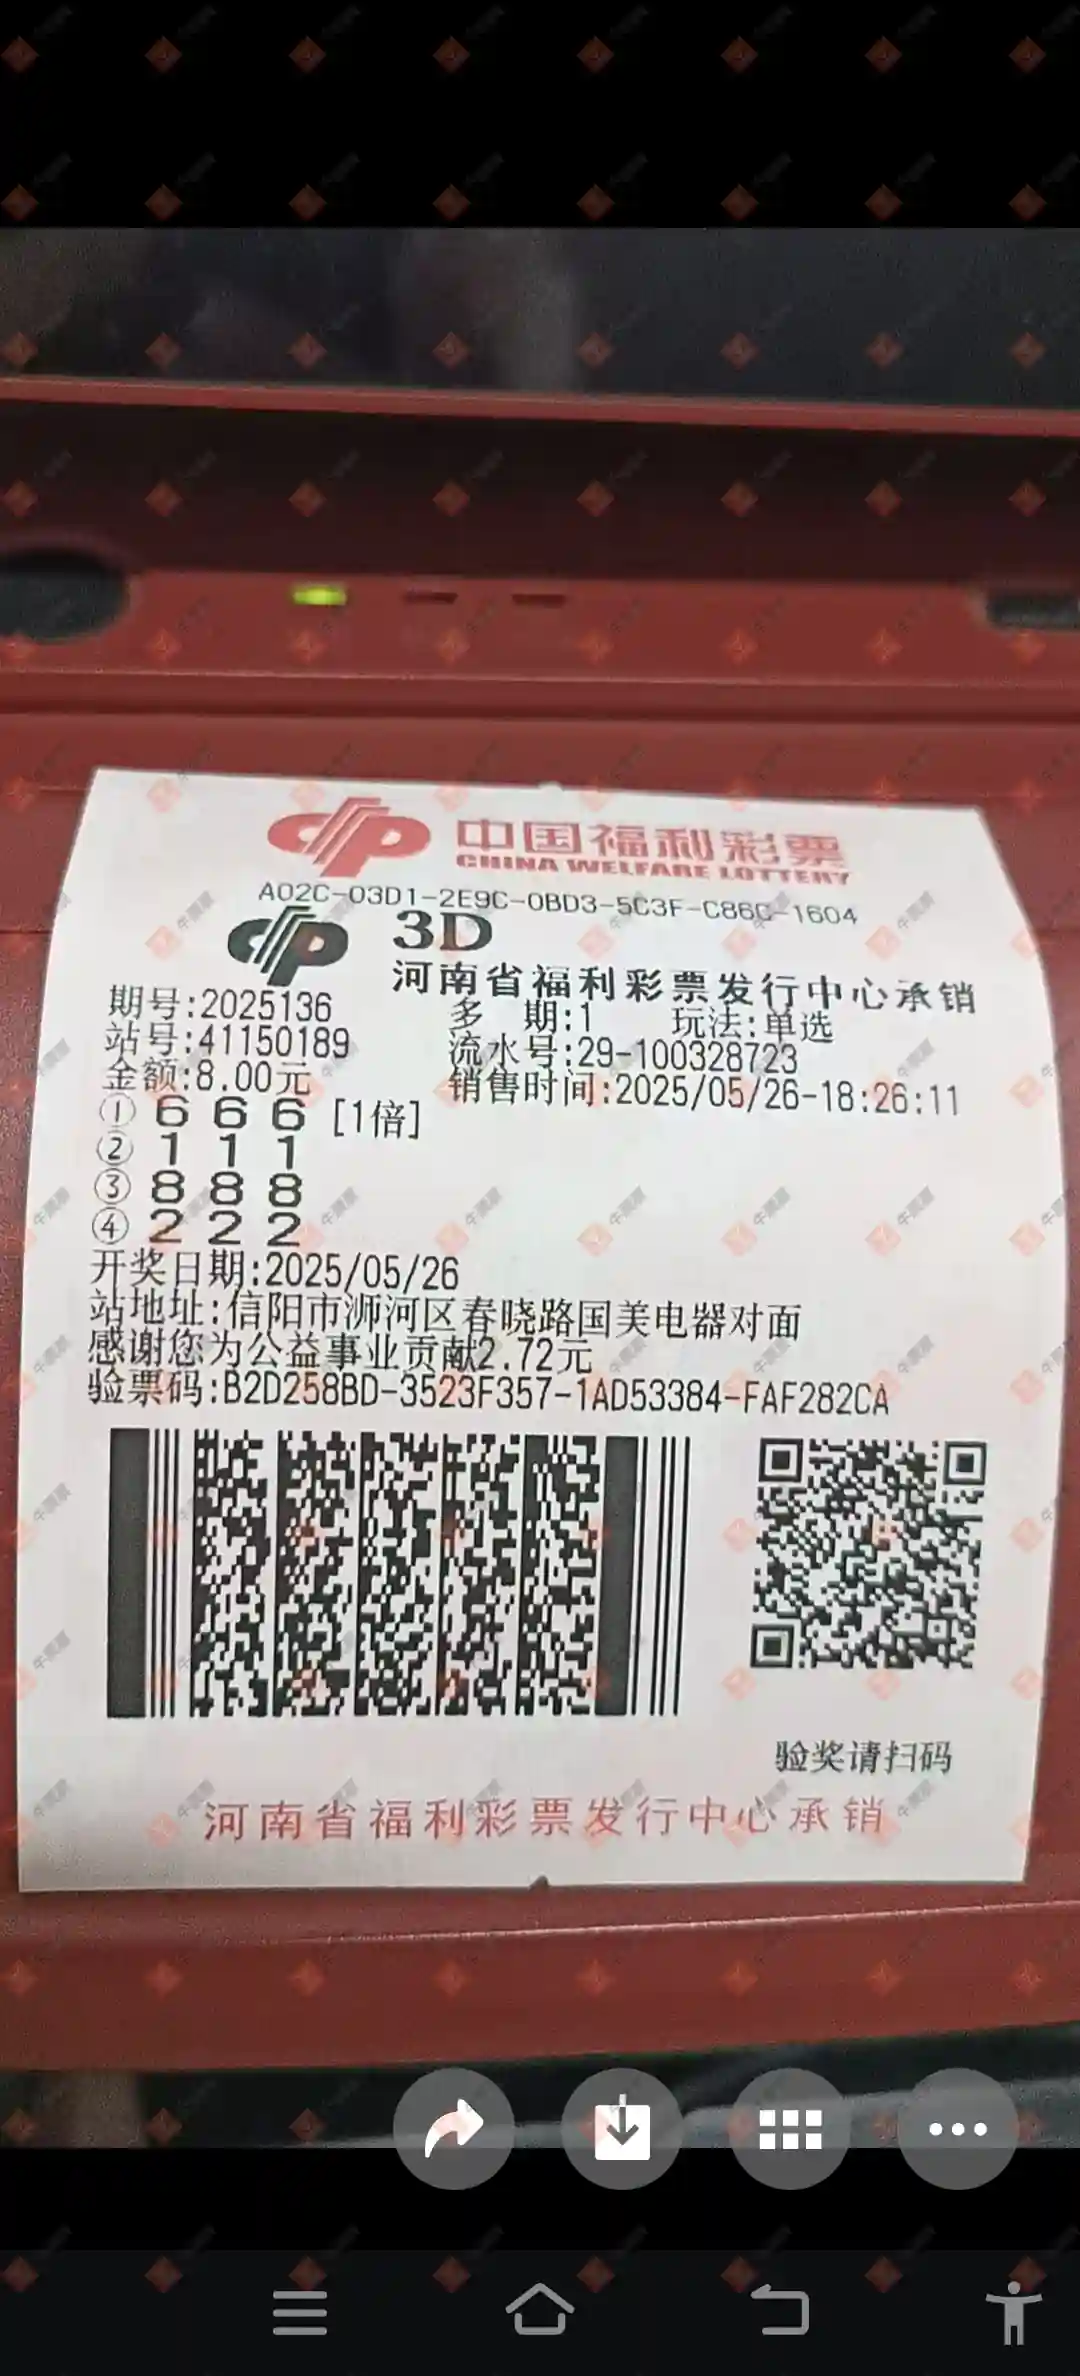 中国福利彩票
CHINA WELFARE LOTTERY
A02C-03D1-2E9C-0BD3-5C3F-C86C-1604
3D
河南省福利彩票发行中心承销
期号:2025136 多 期:1 玩法:单选
站号:41150189 流水号:29-100328723
金额:8.00元 销售时间:2025/05/26-18:26:11
① 6 6 6 [1倍]
② 1 1 1
③ 8 8 8
④ 2 2 2
开奖日期:2025/05/26
站地址:信阳市浉河区春晓路国美电器对面
感谢您为公益事业贡献2.72元
验票码:B2D258BD-3523F357-1AD53384-FAF282CA
验奖请扫码
河南省福利彩票发行中心承销